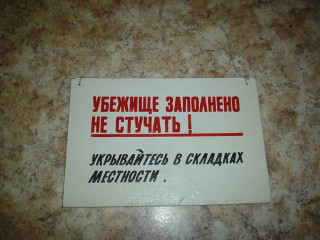 УБЕЖИЩЕ ЗАПОЛНЕНО
НЕ СТУЧАТЬ!
УКРЫВАЙТЕСЬ В СКЛАДКАХ
МЕСТНОСТИ.